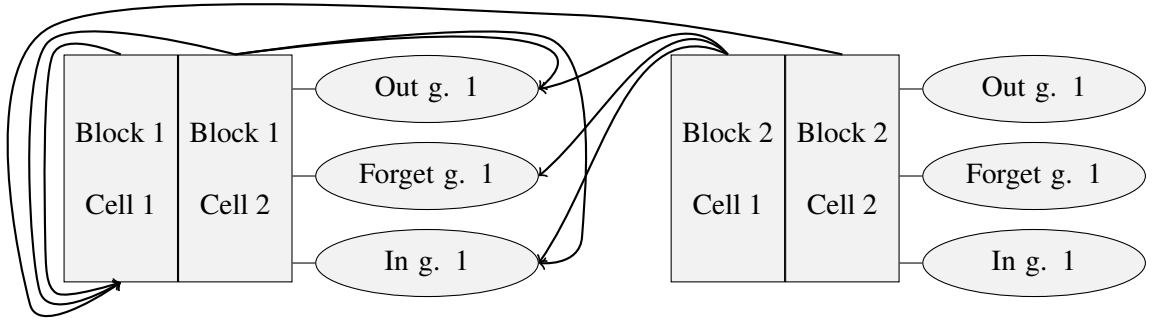 Block 1
Cell 1
Block 1
Cell 2
Out g. 1
Forget g. 1
In g. 1
Block 2
Cell 1
Block 2
Cell 2
Out g. 1
Forget g. 1
In g. 1